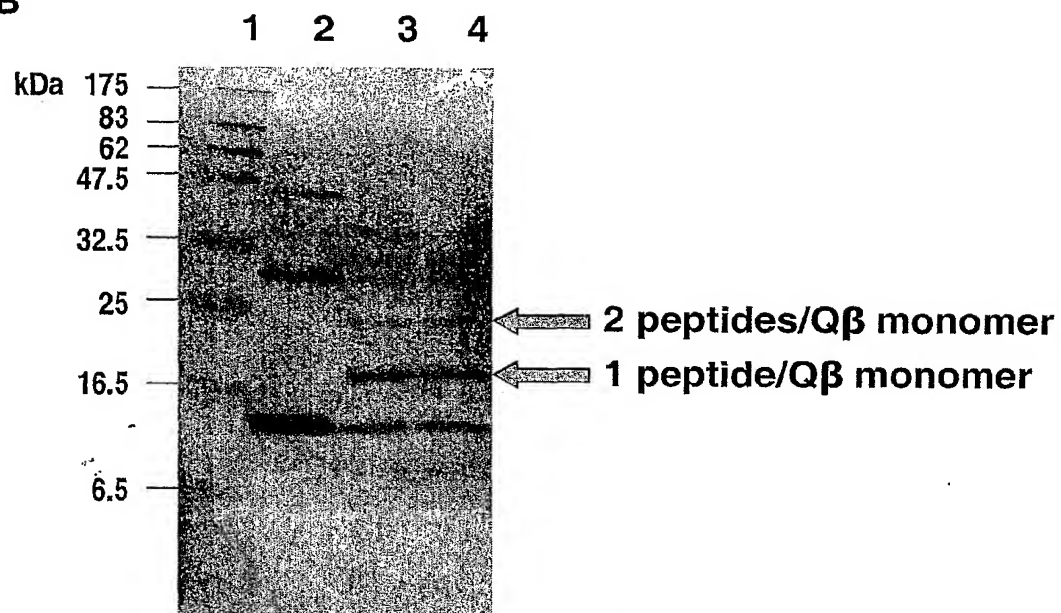 B
1 2 3 4
kDa 175
83
62
47.5
32.5
25
2 peptides/Qβ monomer
1 peptide/Qβ monomer
16.5
6.5